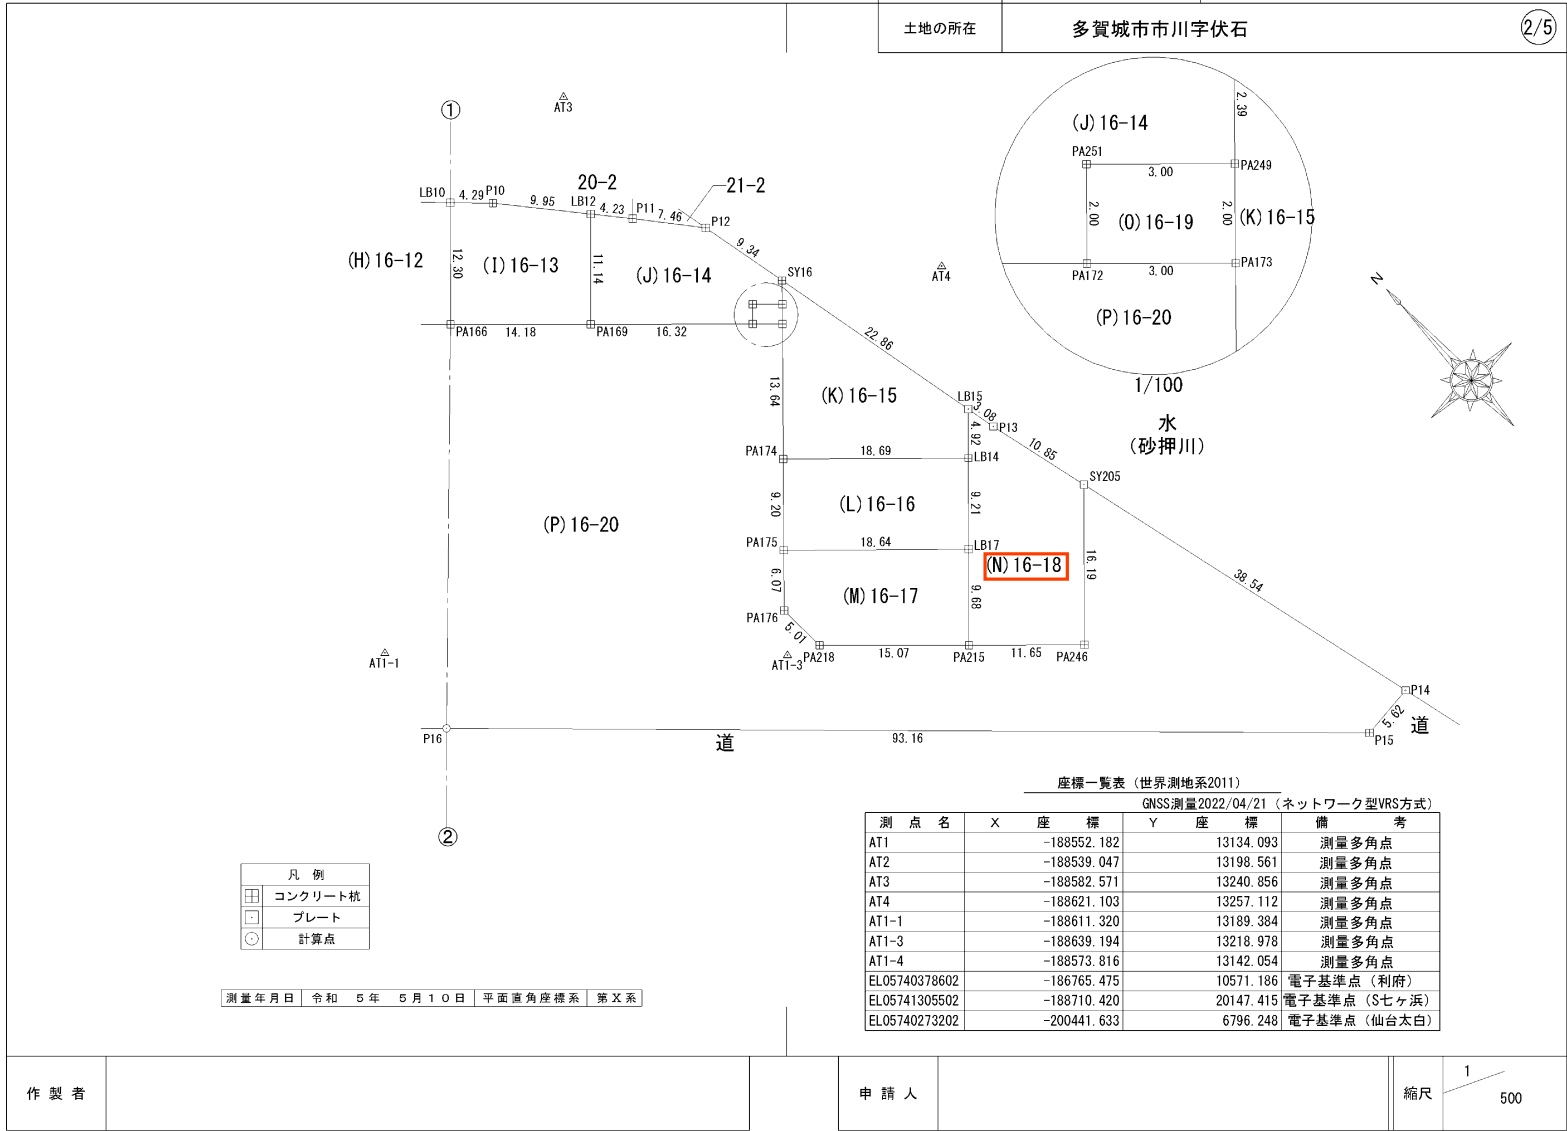 土地の所在 多賀城市市川字伏石 2/5
①
AT3
20-2
21-2
LB10 4.29 P10 9.95 LB12 4.23 P11 7.46 P12
9.34
(H)16-12 12.30 (I)16-13 11.14 (J)16-14 SY16
PA166 14.18 PA169 16.32
AT4
22.86
(J)16-14 2.39
PA251 3.00 PA249
2.00 (O)16-19 2.00 (K)16-15
PA172 3.00 PA173
(P)16-20
1/100
N
水
(砂押川)
13.64 (K)16-15 LB15 3.08 P13
4.92 10.85
PA174 18.69 LB14
SY205
9.20 (L)16-16 9.21
(P)16-20
PA175 18.64 LB17
6.07 (M)16-17 9.68 (N)16-18 16.19 38.54
PA176
5.01
AT1-1 AT1-3 PA218 15.07 PA215 11.65 PA246
P14
5.62 道
P16 道 93.16 P15
②
座標一覧表（世界測地系2011）
GNSS測量2022/04/21（ネットワーク型VRS方式）
測点名 X座標 Y座標 備考
AT1 -188552.182 13134.093 測量多角点
AT2 -188539.047 13198.561 測量多角点
AT3 -188582.571 13240.856 測量多角点
AT4 -188621.103 13257.112 測量多角点
AT1-1 -188611.320 13189.384 測量多角点
AT1-3 -188639.194 13218.978 測量多角点
AT1-4 -188573.816 13142.054 測量多角点
EL05740378602 -186765.475 10571.186 電子基準点（利府）
EL05741305502 -188710.420 20147.415 電子基準点（S七ヶ浜）
EL05740273202 -200441.633 6796.248 電子基準点（仙台太白）
凡例
コンクリート杭
プレート
計算点
測量年月日 令和 5年 5月10日 平面直角座標系 第X系
作製者 申請人 縮尺 1/500